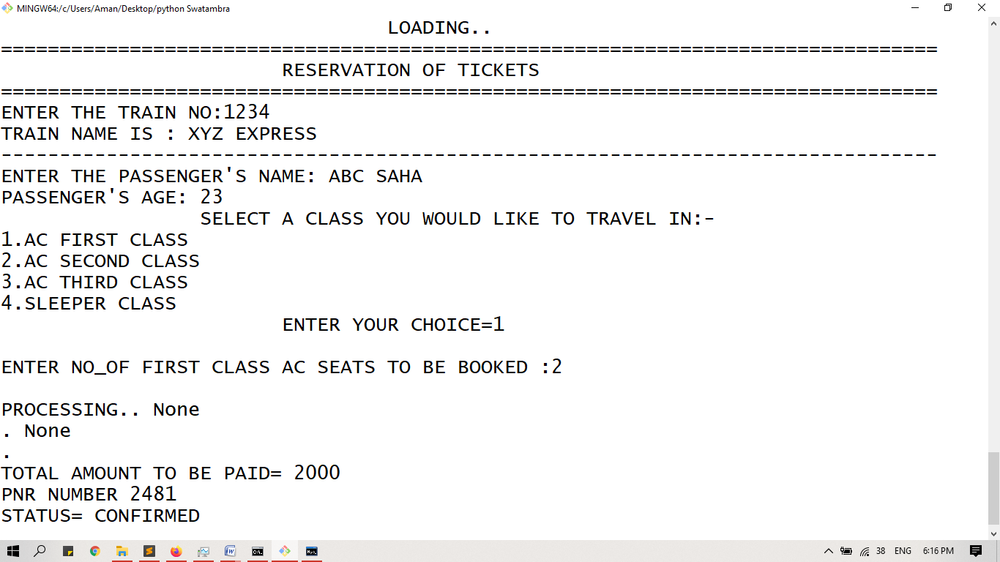 MINGW64:/c/Users/Aman/Desktop/python Swatambra
LOADING..
================================================================================
RESERVATION OF TICKETS
================================================================================
ENTER THE TRAIN NO:1234
TRAIN NAME IS : XYZ EXPRESS
--------------------------------------------------------------------------------
ENTER THE PASSENGER'S NAME: ABC SAHA
PASSENGER'S AGE: 23
SELECT A CLASS YOU WOULD LIKE TO TRAVEL IN:-
1.AC FIRST CLASS
2.AC SECOND CLASS
3.AC THIRD CLASS
4.SLEEPER CLASS
ENTER YOUR CHOICE=1
ENTER NO_OF FIRST CLASS AC SEATS TO BE BOOKED :2
PROCESSING.. None
. None
.
TOTAL AMOUNT TO BE PAID= 2000
PNR NUMBER 2481
STATUS= CONFIRMED
38 ENG 6:16 PM